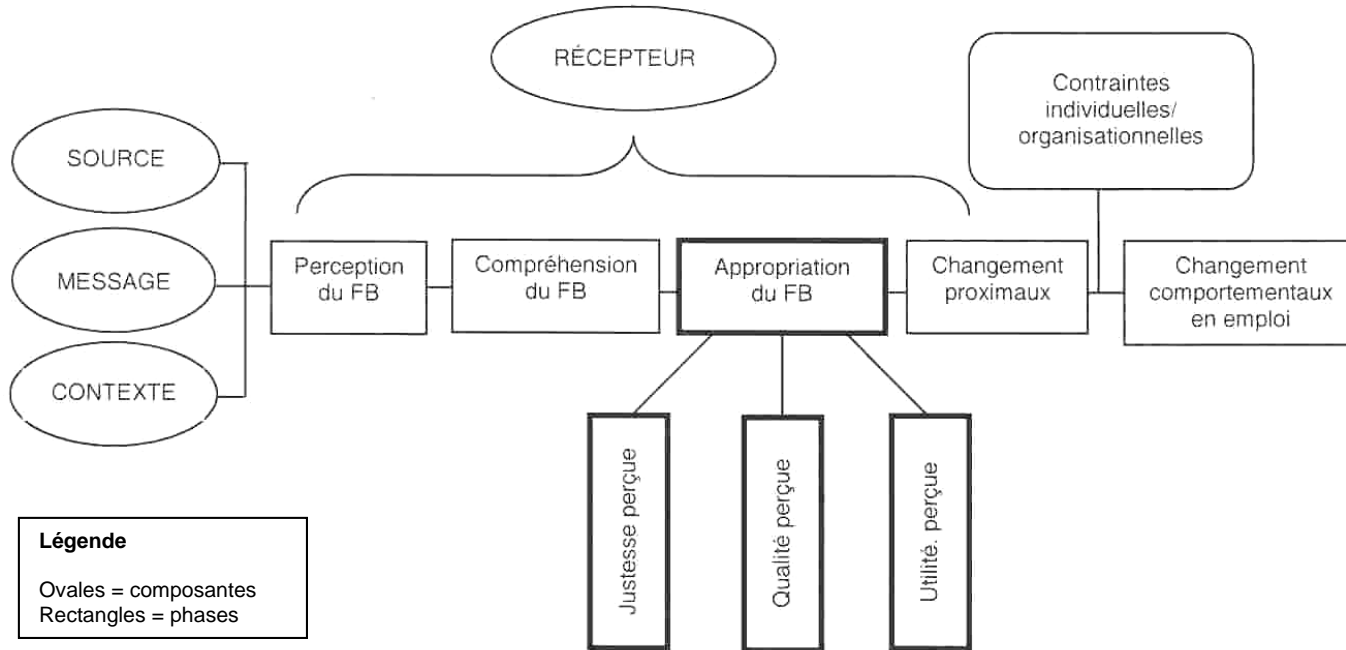 RÉCEPTEUR
Contraintes
individuelles/
organisationnelles
SOURCE
MESSAGE
CONTEXTE
Perception
du FB
Compréhension
du FB
Appropriation
du FB
Changement
proximaux
Changement
comportementaux
en emploi
Justesse perçue
Qualité perçue
Utilité. perçue
Légende
Ovales = composantes
Rectangles = phases